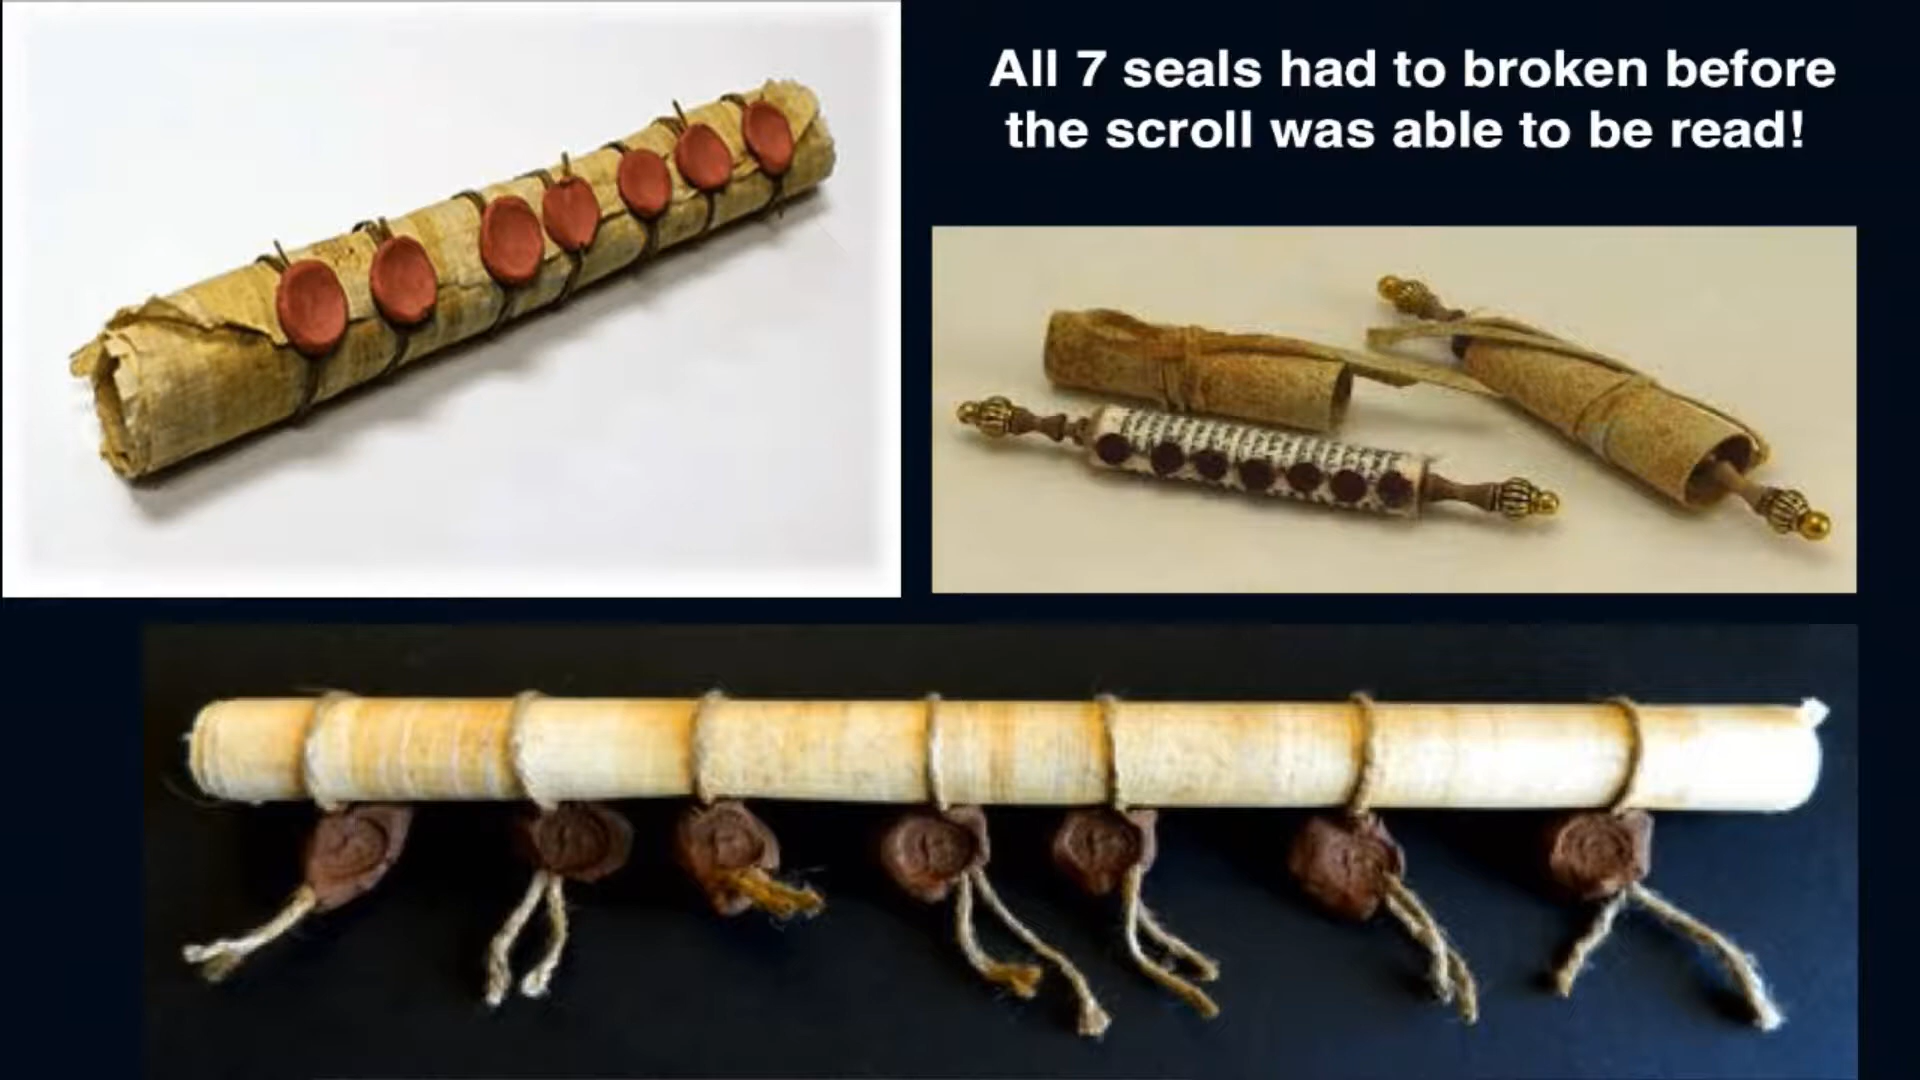 All 7 seals had to broken before
the scroll was able to be read!